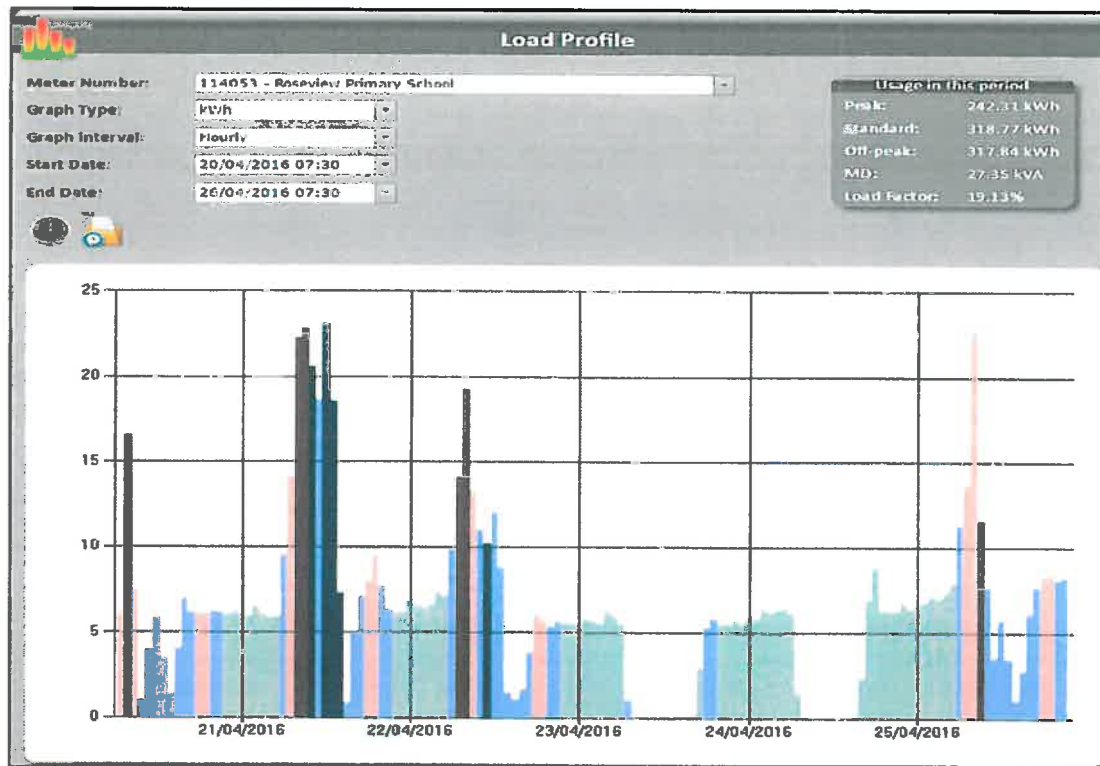 Load Profile
Meter Number: 114053 - Roseview Primary School
Graph Type: kWh
Graph Interval: Hourly
Start Date: 20/04/2016 07:30
End Date: 26/04/2016 07:30
Usage in this period
Peak: 242.31 kWh
Standard: 318.77 kWh
Off-peak: 317.84 kWh
MD: 27.35 kVA
Load Factor: 19.13%
25
20
15
10
5
0
21/04/2016 22/04/2016 23/04/2016 24/04/2016 25/04/2016